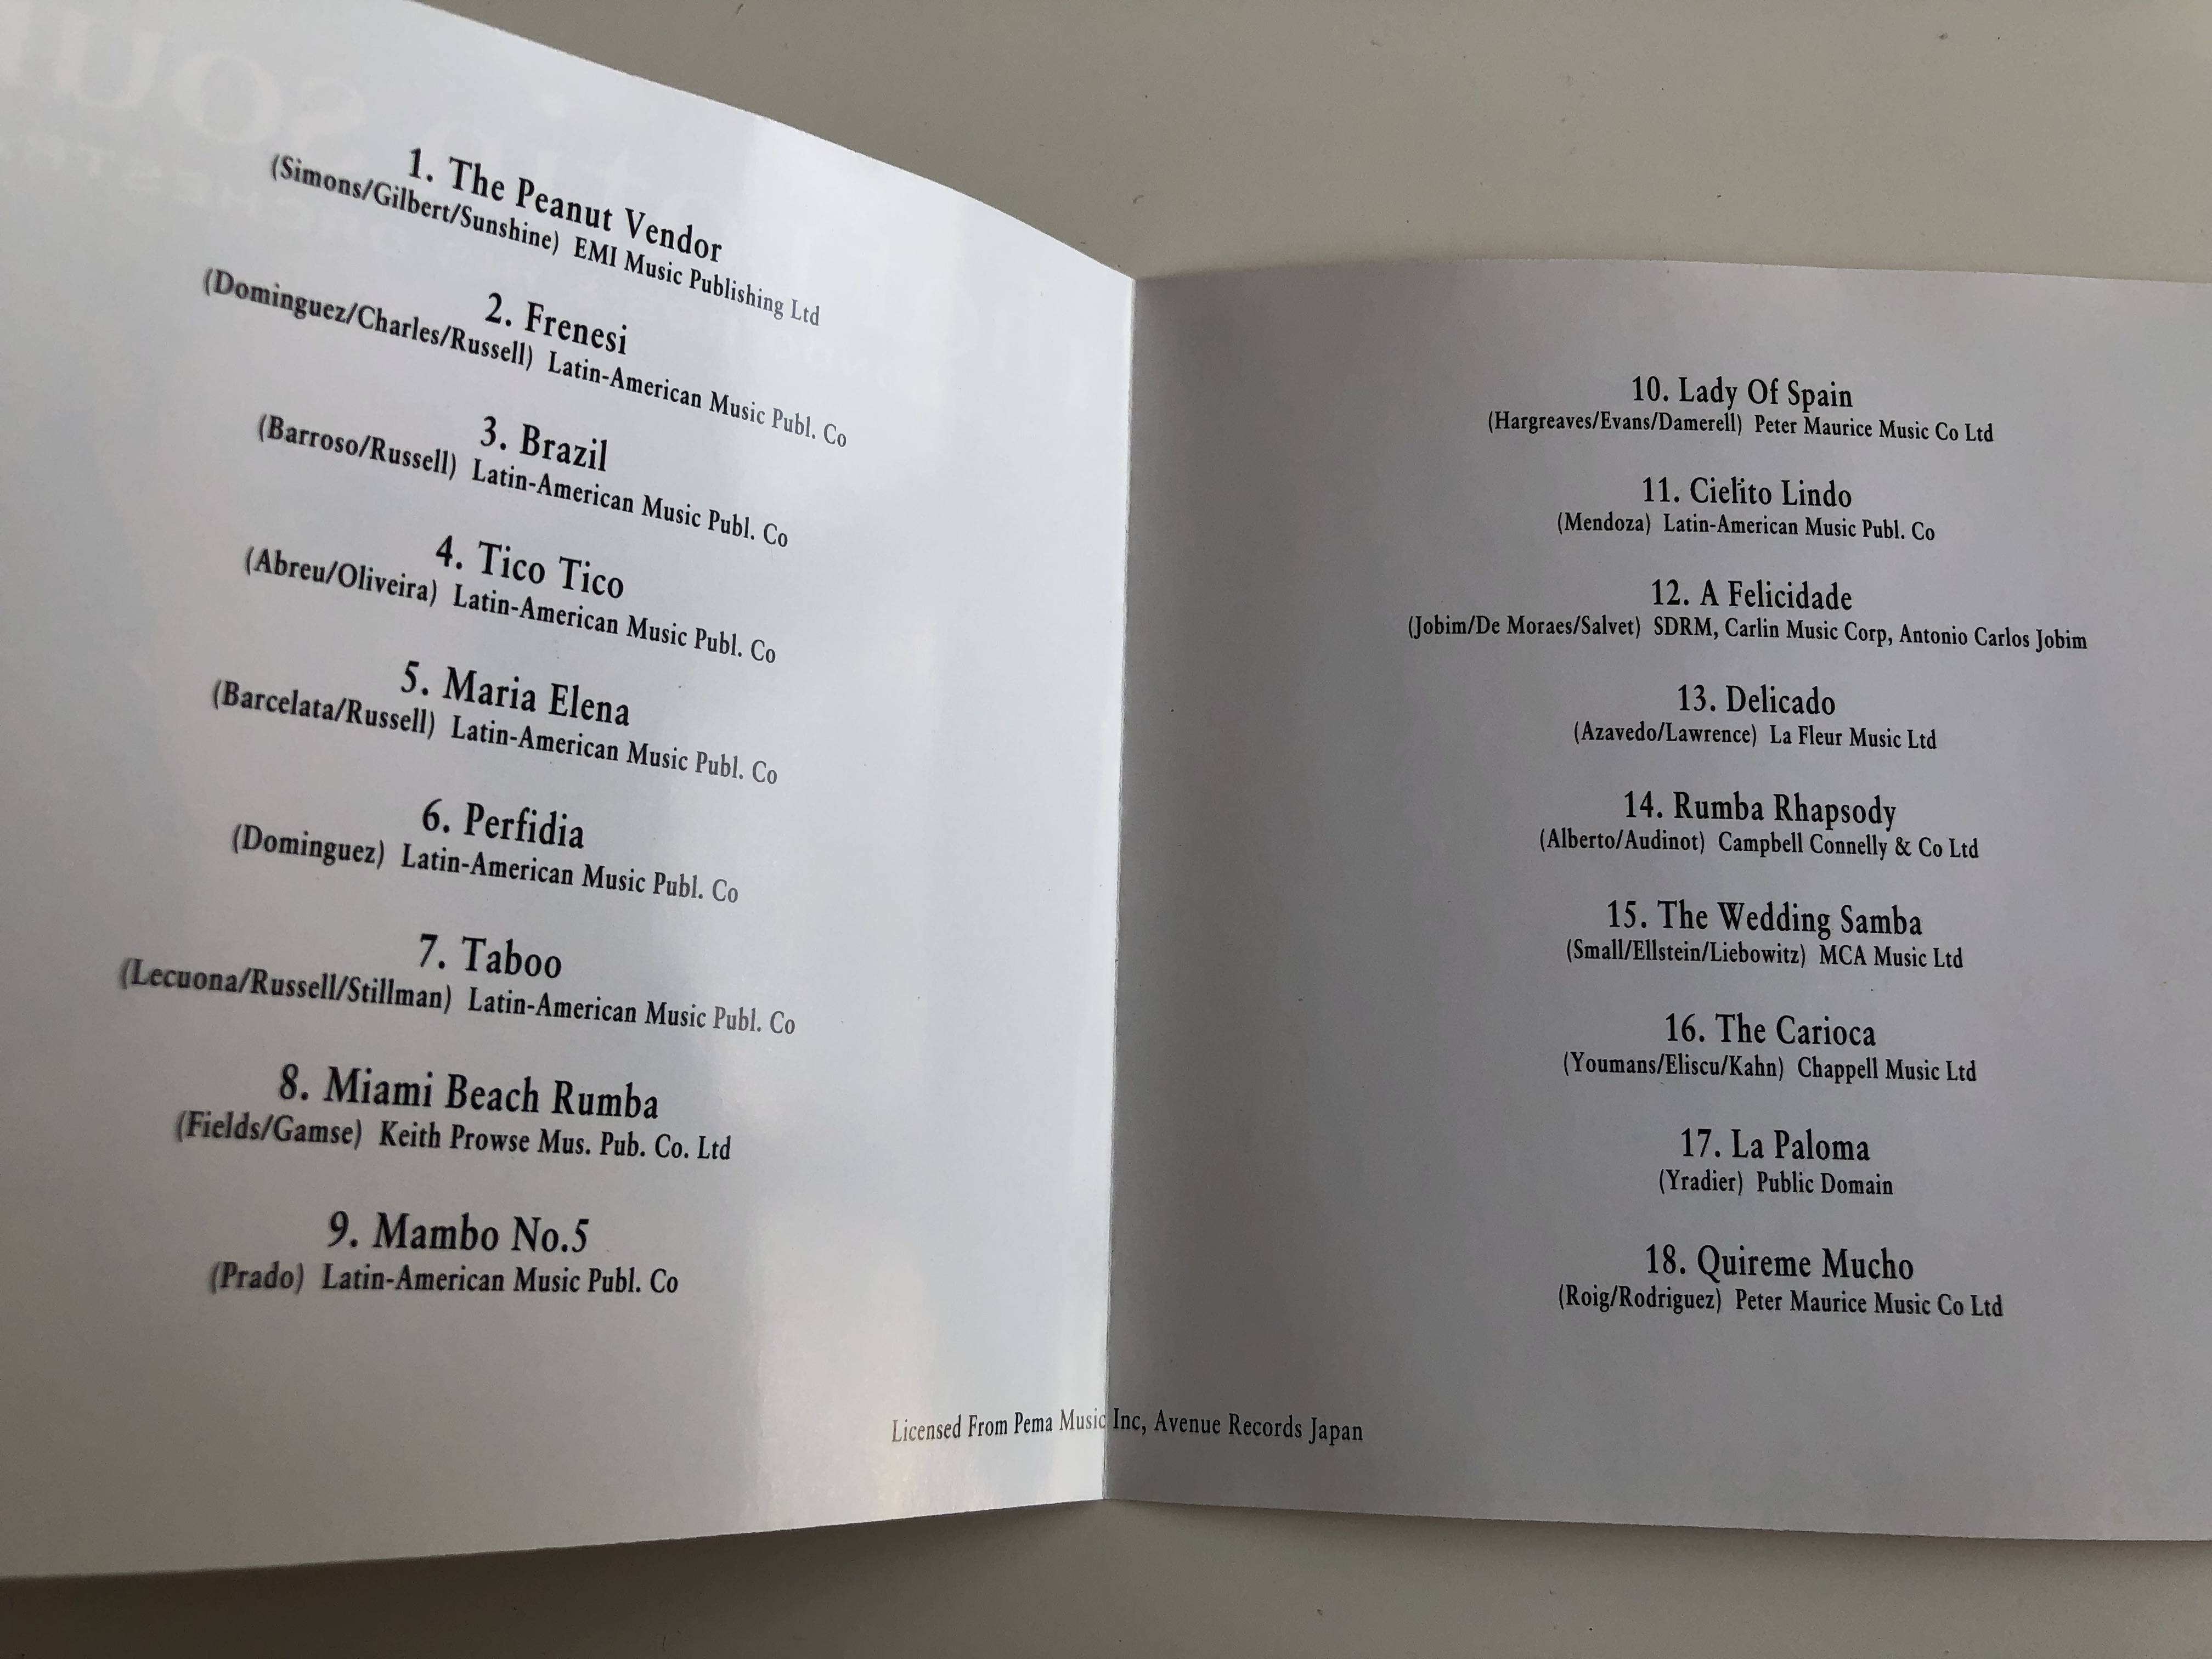 1. The Peanut Vendor
(Simons/Gilbert/Sunshine) EMI Music Publishing Ltd
2. Frenesi
(Dominguez/Charles/Russell) Latin-American Music Publ. Co
3. Brazil
(Barroso/Russell) Latin-American Music Publ. Co
4. Tico Tico
(Abreu/Oliveira) Latin-American Music Publ. Co
5. Maria Elena
(Barcelata/Russell) Latin-American Music Publ. Co
6. Perfidia
(Dominguez) Latin-American Music Publ. Co
7. Taboo
(Lecuona/Russell/Stillman) Latin-American Music Publ. Co
8. Miami Beach Rumba
(Fields/Gamse) Keith Prowse Mus. Pub. Co. Ltd
9. Mambo No.5
(Prado) Latin-American Music Publ. Co
10. Lady Of Spain
(Hargreaves/Evans/Damerell) Peter Maurice Music Co Ltd
11. Cielito Lindo
(Mendoza) Latin-American Music Publ. Co
12. A Felicidade
(Jobim/De Moraes/Salvet) SDRM, Carlin Music Corp, Antonio Carlos Jobim
13. Delicado
(Azavedo/Lawrence) La Fleur Music Ltd
14. Rumba Rhapsody
(Alberto/Audinot) Campbell Connelly & Co Ltd
15. The Wedding Samba
(Small/Ellstein/Liebowitz) MCA Music Ltd
16. The Carioca
(Youmans/Eliscu/Kahn) Chappell Music Ltd
17. La Paloma
(Yradier) Public Domain
18. Quireme Mucho
(Roig/Rodriguez) Peter Maurice Music Co Ltd
Licensed From Pema Music Inc, Avenue Records Japan